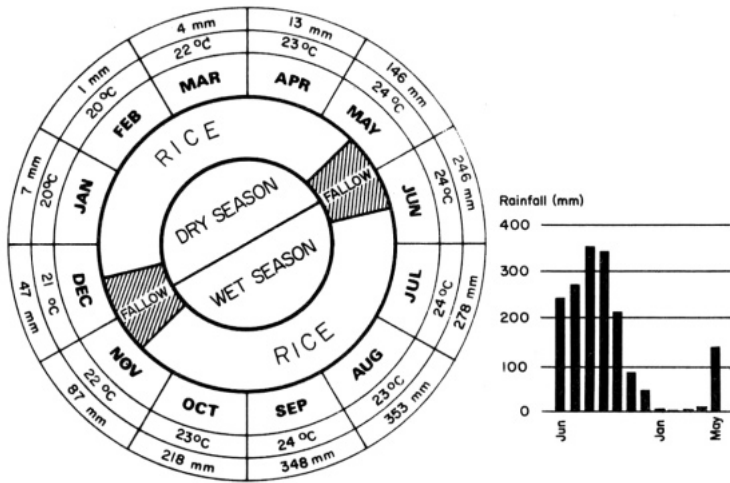 4 mm
22°C
MAR
13 mm
23°C
APR
146 mm
24°C
MAY
246 mm
24°C
JUN
278 mm
24°C
JUL
353 mm
23°C
AUG
348 mm
24°C
SEP
218 mm
23°C
OCT
87 mm
22°C
NOV
47 mm
21°C
DEC
7 mm
20°C
JAN
1 mm
20°C
FEB
RICE
FALLOW
DRY SEASON
WET SEASON
FALLOW
RICE
Rainfall (mm)
400
300
200
100
0
Jun
Jan
May